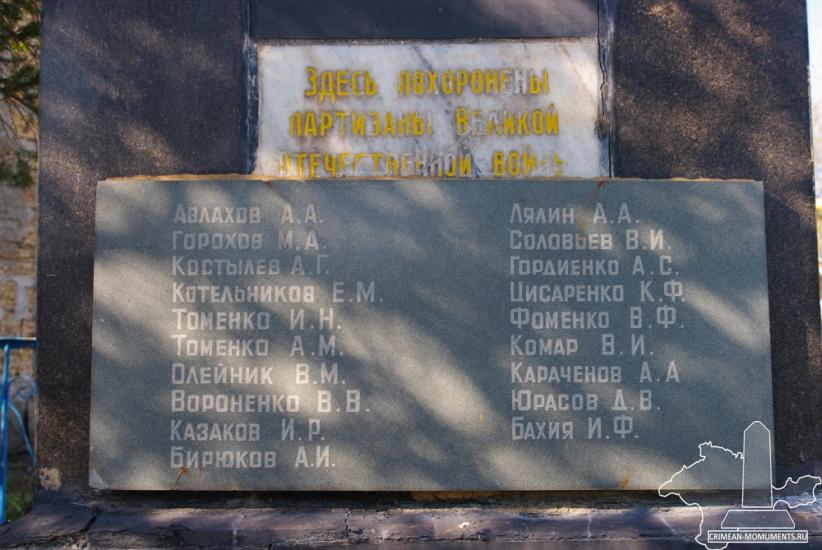 Здесь похоронены
партизаны Великой
Отечественной войны
Авлахов А.А.
Горохов М.А.
Костылев А.Г.
Котельников Е.М.
Томенко И.Н.
Томенко А.М.
Олейник В.М.
Вороненко В.В.
Казаков И.Р.
Бирюков А.И.
Лялин А.А.
Соловьев В.И.
Гордиенко А.С.
Цисаренко К.Ф.
Фоменко В.Ф.
Комар В.И.
Караченов А.А
Юрасов Д.В.
Бахия И.Ф.
CRIMEAN-MOMUMENTS.RU